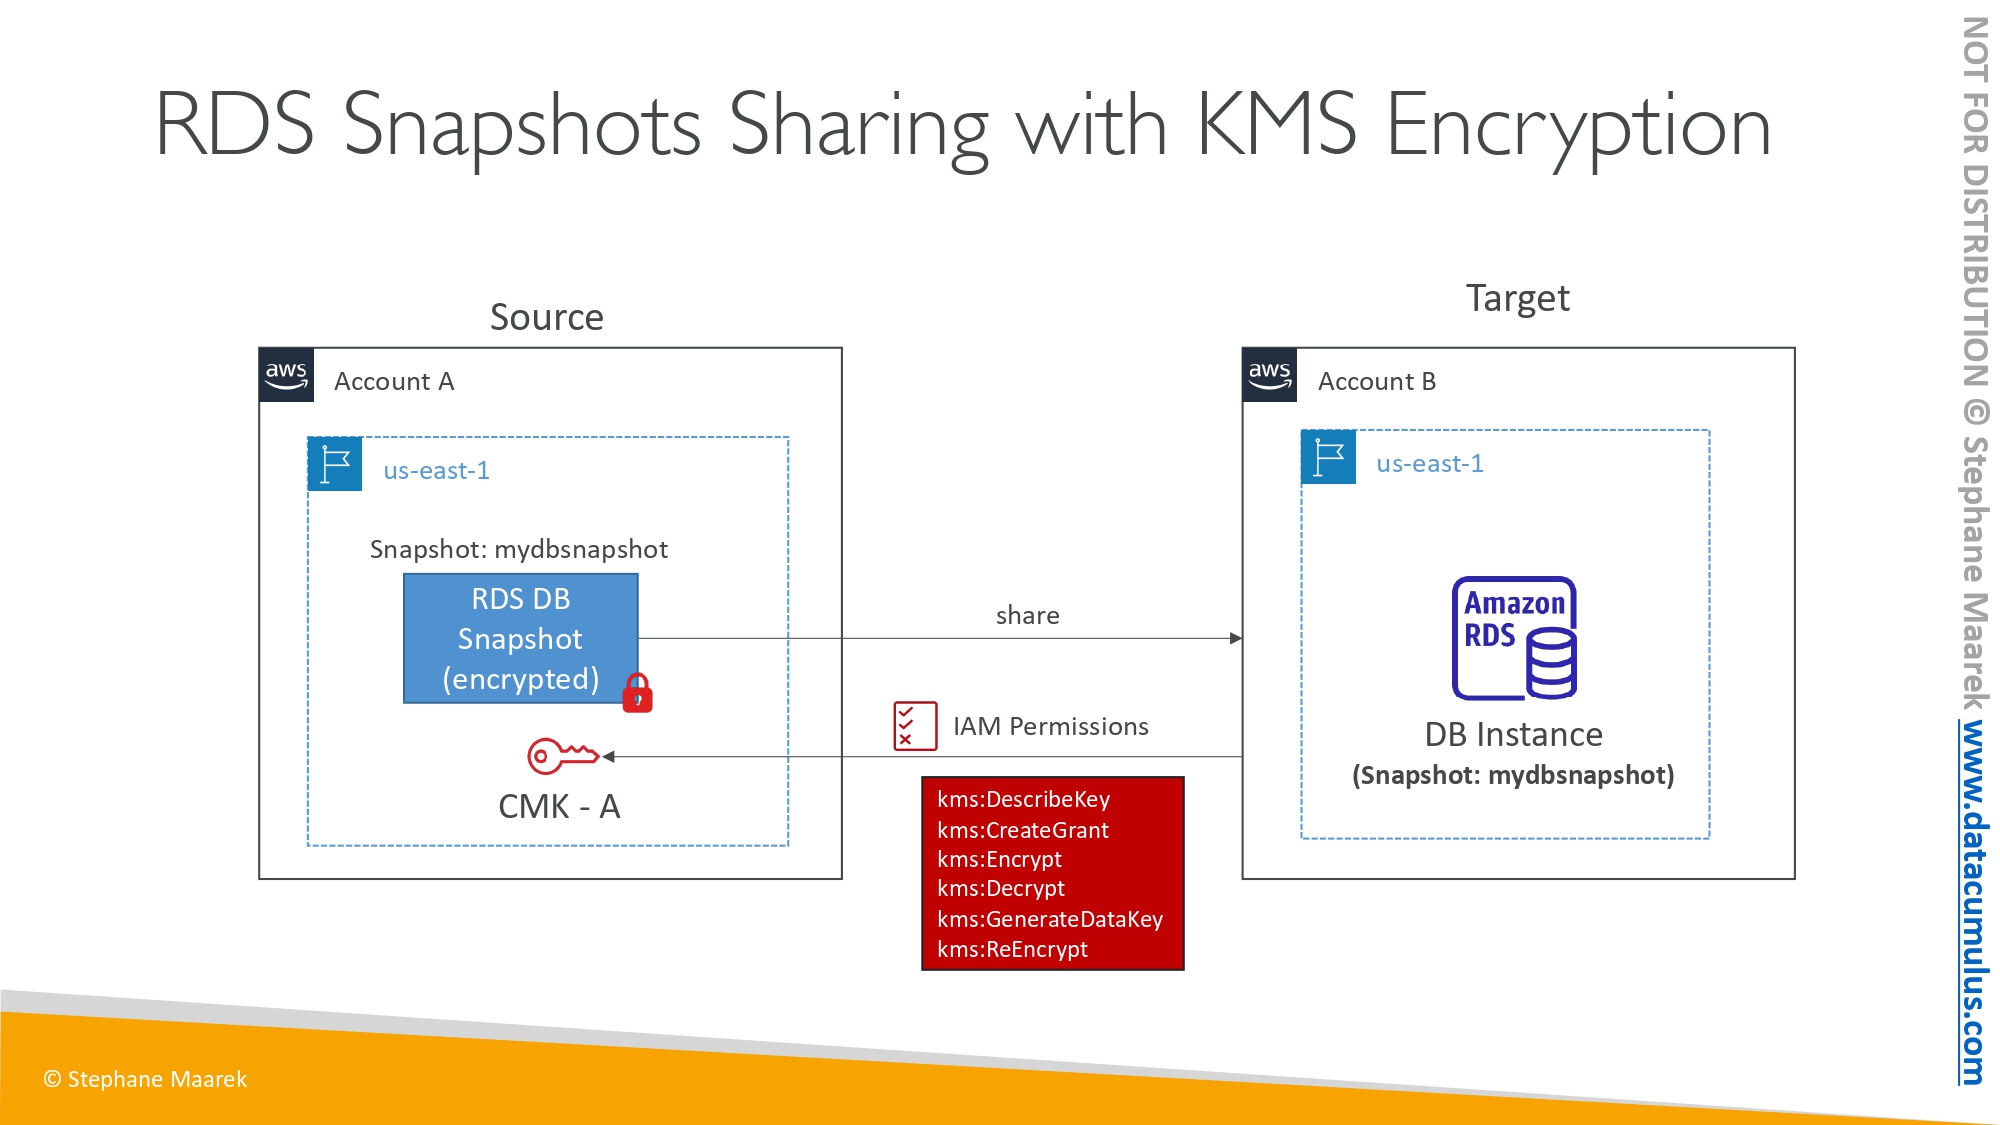 RDS Snapshots Sharing with KMS Encryption
Source
aws
Account A
us-east-1
Snapshot: mydbsnapshot
RDS DB
Snapshot
(encrypted)
CMK - A
share
IAM Permissions
kms:DescribeKey
kms:CreateGrant
kms:Encrypt
kms:Decrypt
kms:GenerateDataKey
kms:ReEncrypt
Target
aws
Account B
us-east-1
Amazon
RDS
DB Instance
(Snapshot: mydbsnapshot)
© Stephane Maarek
NOT FOR DISTRIBUTION © Stephane Maarek www.datacumulus.com